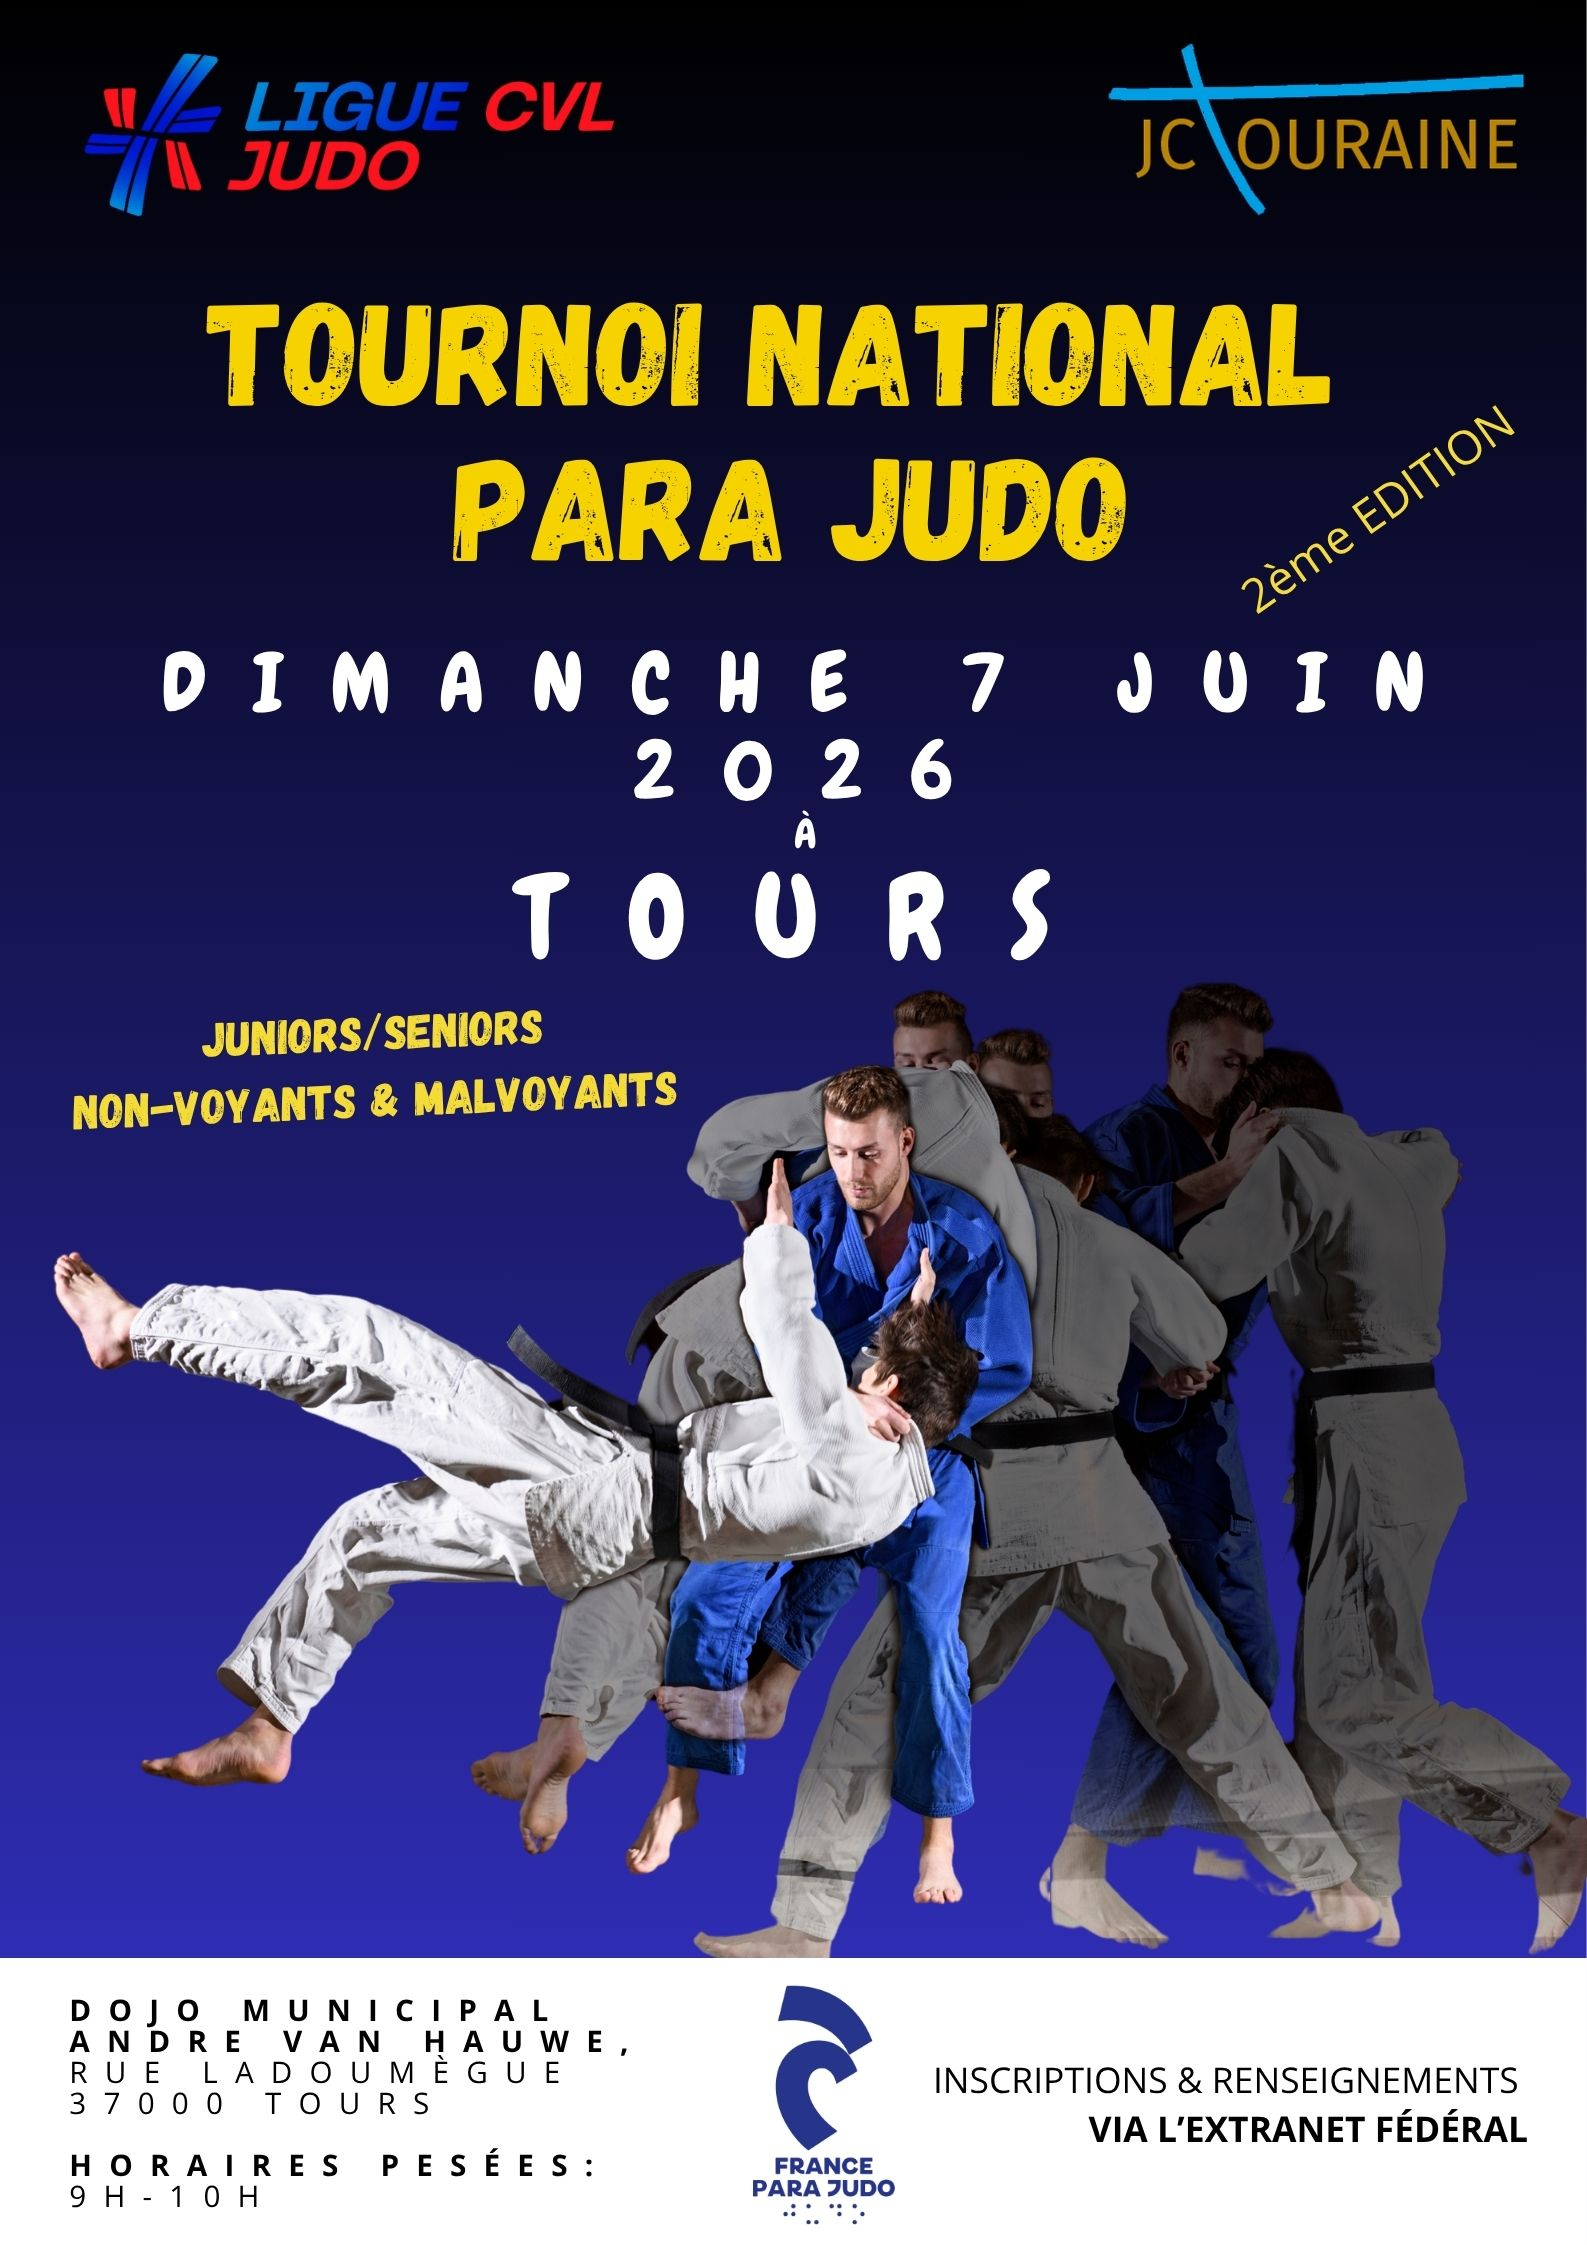 LIGUE CVL
JUDO
JC TOURAINE
TOURNOI NATIONAL
PARA JUDO
2ème EDITION
DIMANCHE 7 JUIN
2026
À
TOURS
JUNIORS/SENIORS
NON-VOYANTS & MALVOYANTS
DOJO MUNICIPAL
ANDRE VAN HAUWE,
RUE LADOUMÈGUE
37000 TOURS
HORAIRES PESÉES:
9H-10H
FRANCE
PARA JUDO
INSCRIPTIONS & RENSEIGNEMENTS
VIA L’EXTRANET FÉDÉRAL